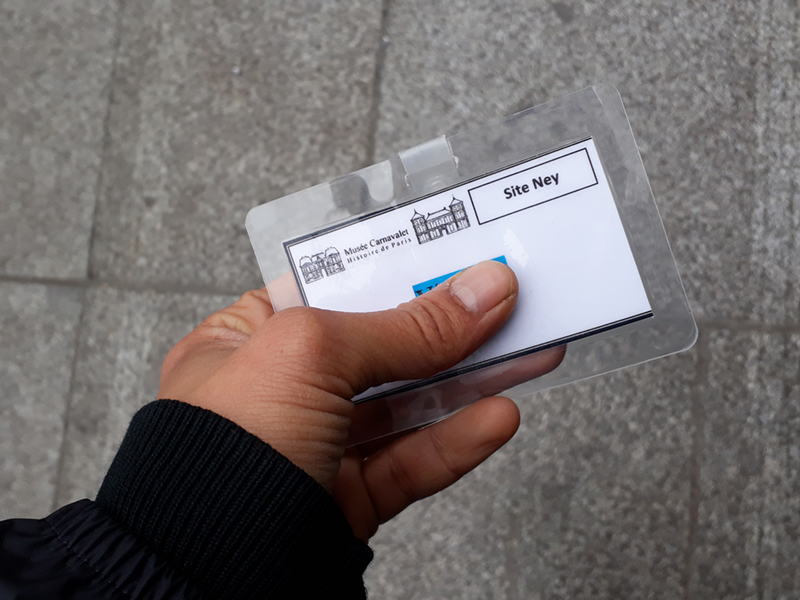 Musée Carnavalet
Histoire de Paris
Site Ney